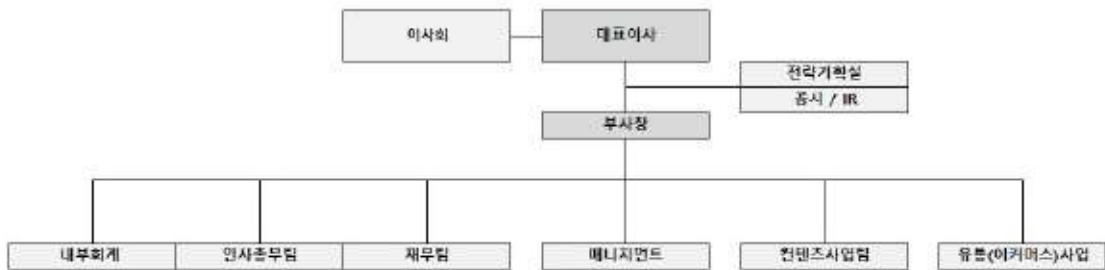 이사회
대표이사
전략기획실
공시 / IR
부사장
내부회계
인사총무팀
재무팀
매니지먼트
컨텐즈사업팀
유통(이커머스)사업